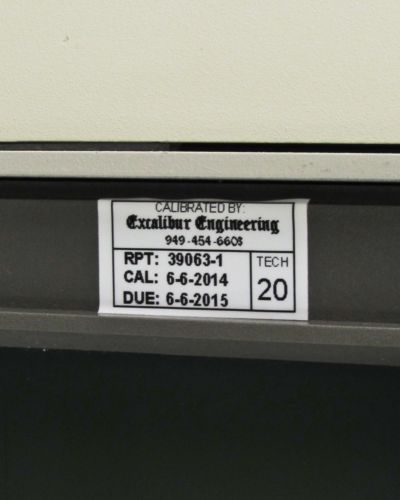 CALIBRATED BY:
Excalibur Engineering
949-454-6603
RPT: 39063-1
CAL: 6-6-2014
DUE: 6-6-2015
TECH
20